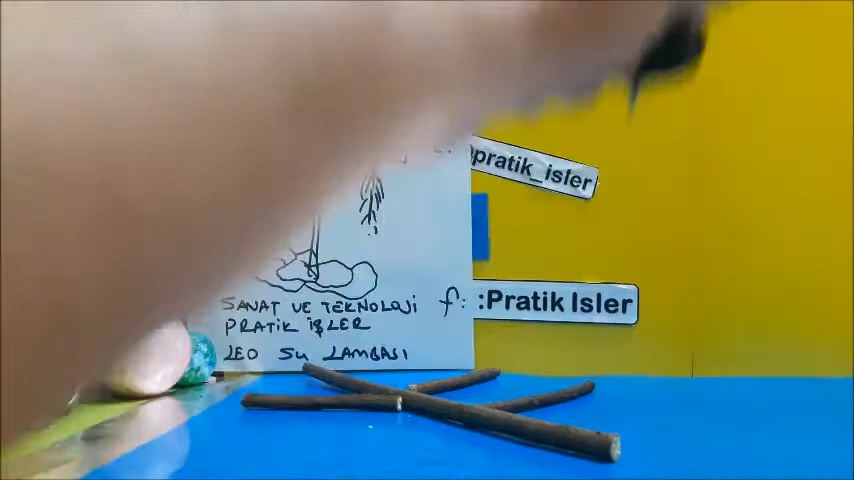 pratik_isler
SANAT VE TEKNOLOJİ
f: :Pratik Isler
PRATİK İŞLER
LEO SU LAMBASI